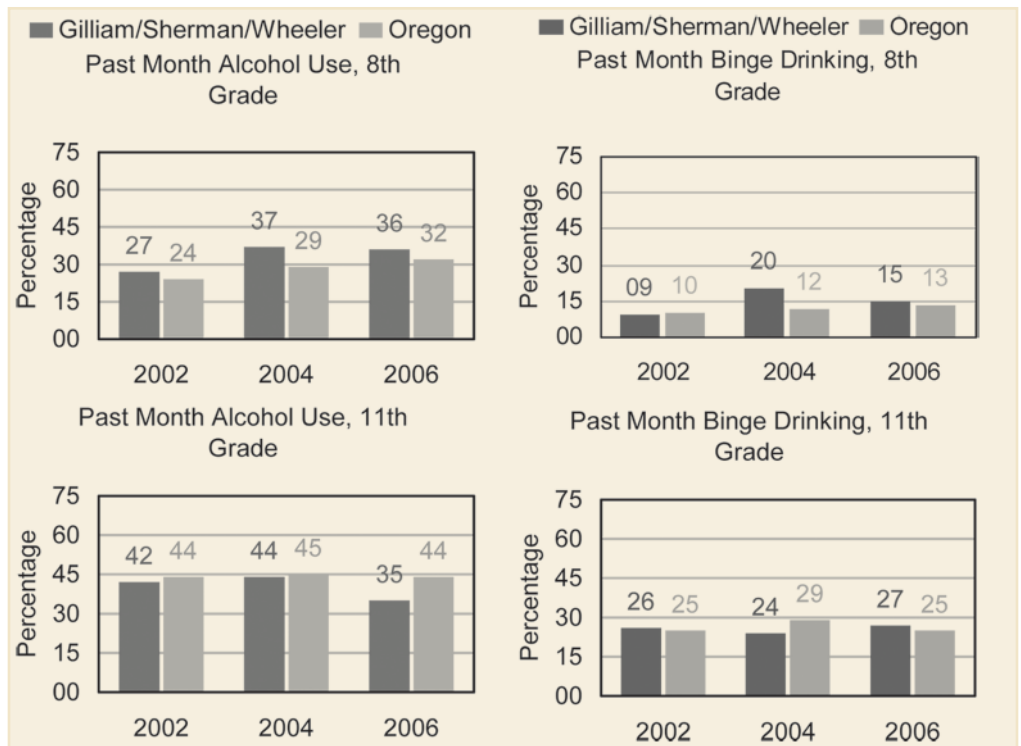 Gilliam/Sherman/Wheeler Oregon
Past Month Alcohol Use, 8th
Grade
Percentage
75
60
45
30
15
00
27 24
37 29
36 32
2002 2004 2006
Gilliam/Sherman/Wheeler Oregon
Past Month Binge Drinking, 8th
Grade
Percentage
75
60
45
30
15
00
09 10
20 12
15 13
2002 2004 2006
Past Month Alcohol Use, 11th
Grade
Percentage
75
60
45
30
15
00
42 44
44 45
35 44
2002 2004 2006
Past Month Binge Drinking, 11th
Grade
Percentage
75
60
45
30
15
00
26 25
24 29
27 25
2002 2004 2006